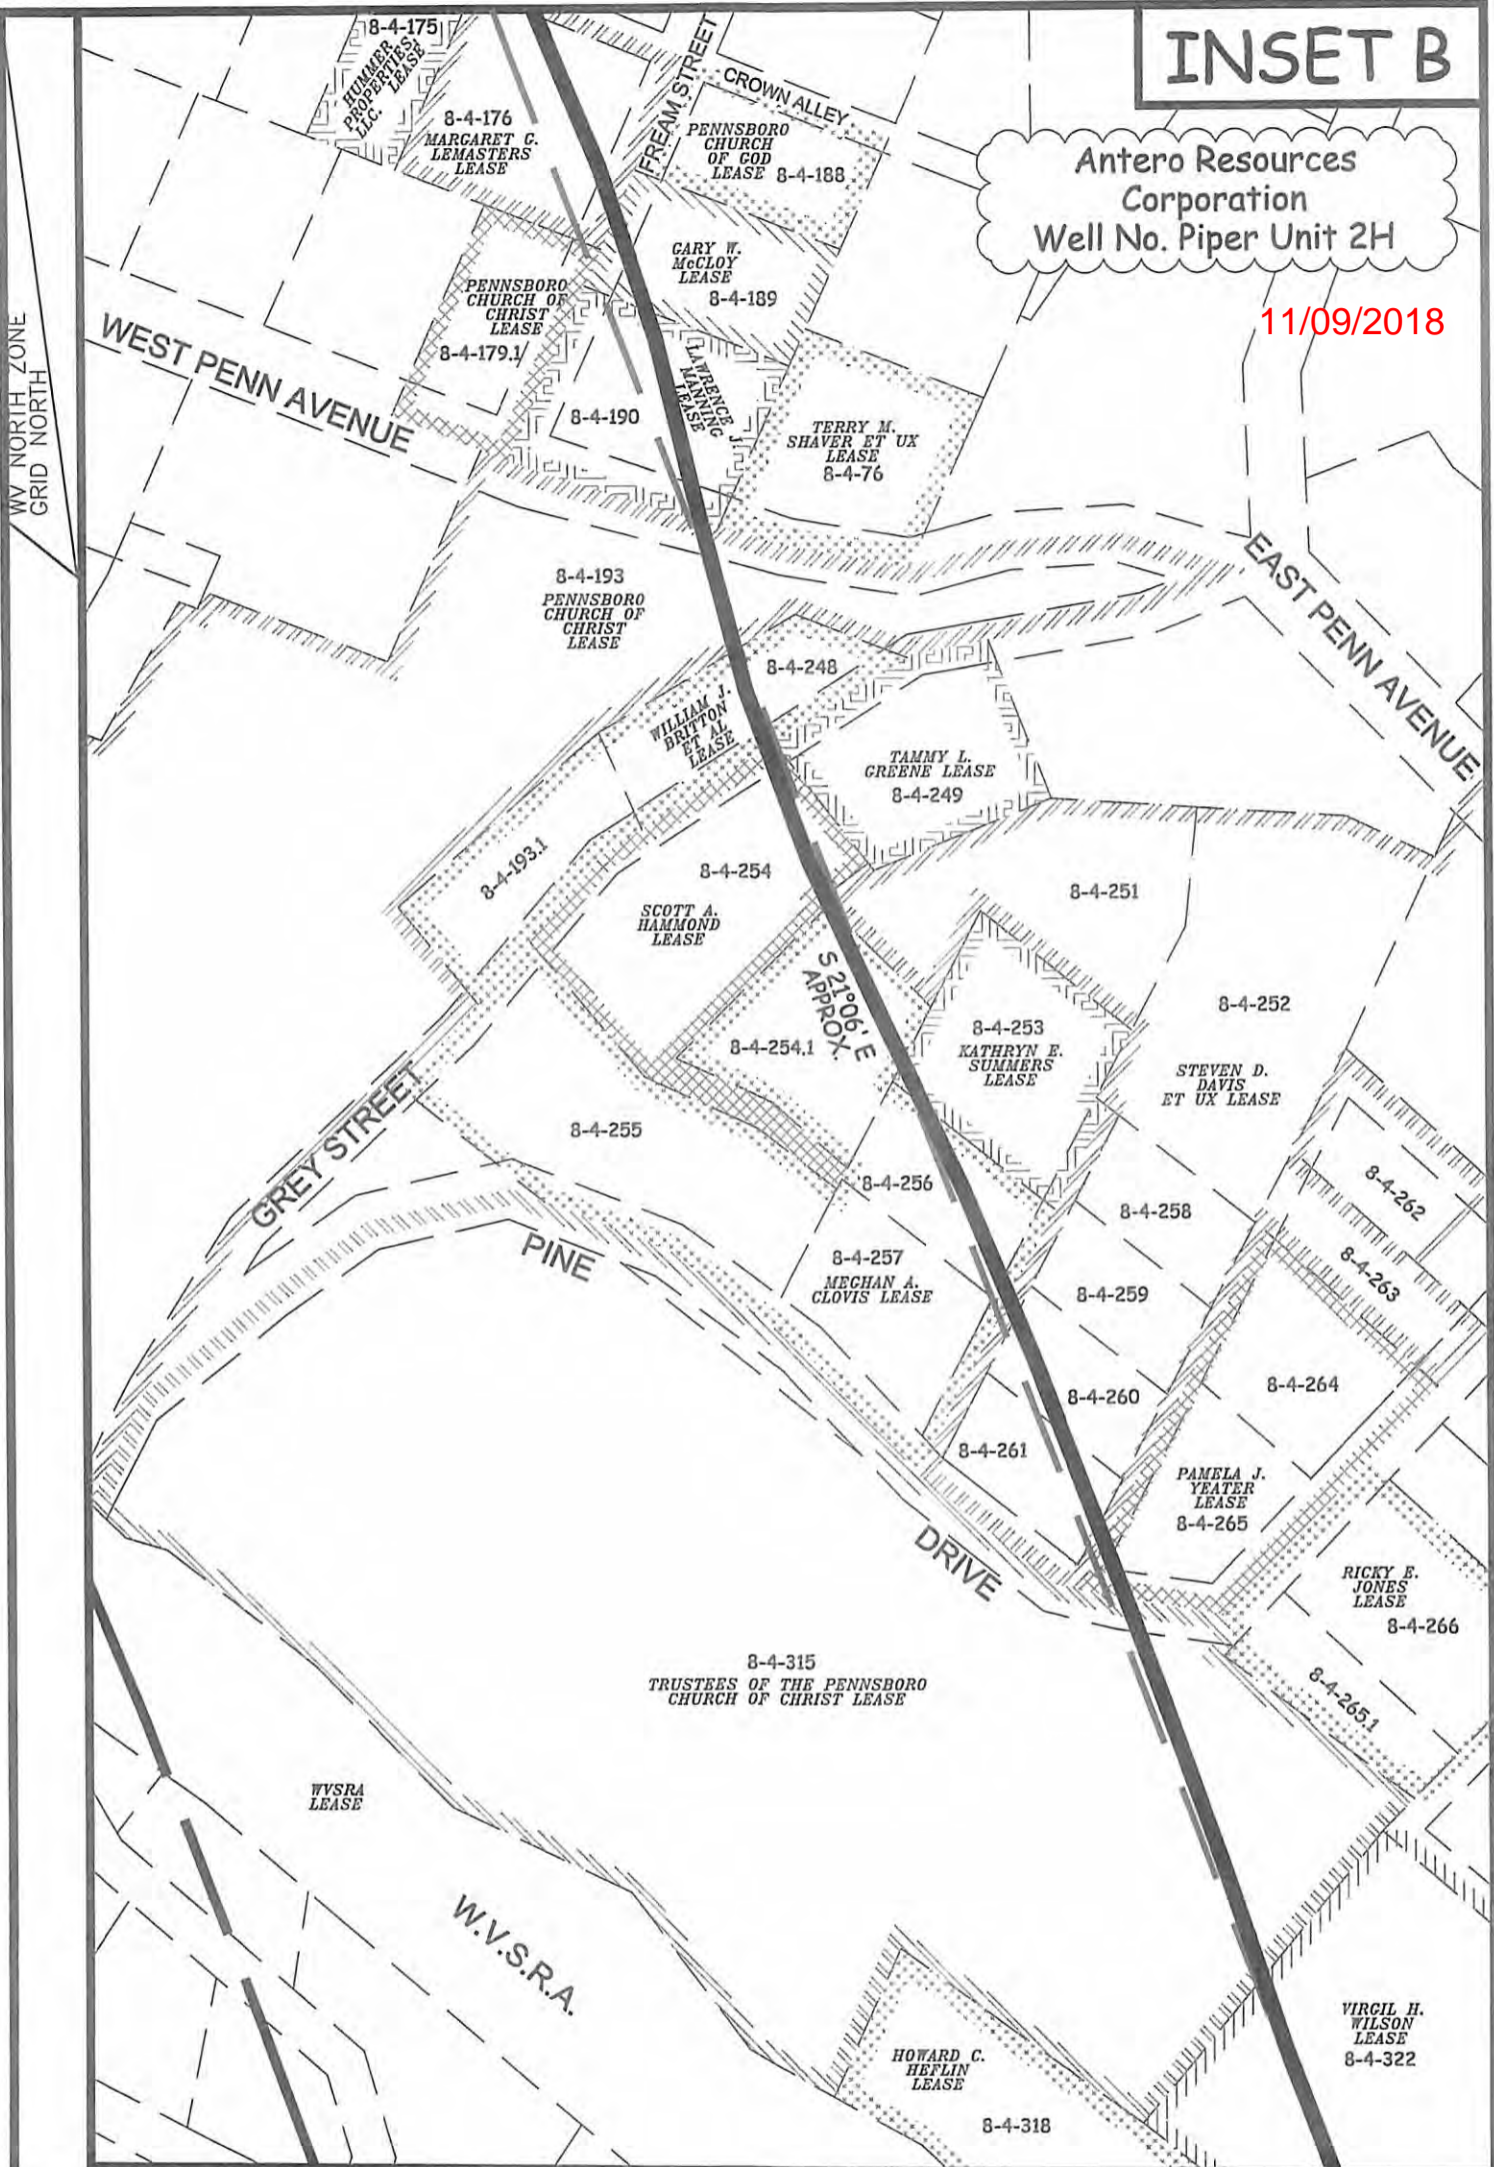 INSET B
Antero Resources
Corporation
Well No. Piper Unit 2H
11/09/2018
WV NORTH ZONE
GRID NORTH
8-4-175
HUMMER
PROPERTIES,
LLC. LEASE
8-4-176
MARGARET G.
LEMASTERS
LEASE
FREAM STREET
CROWN ALLEY
PENNSBORO
CHURCH
OF GOD
LEASE 8-4-188
GARY W.
McCLOY
LEASE
8-4-189
PENNSBORO
CHURCH OF
CHRIST
LEASE
8-4-179.1
WEST PENN AVENUE
8-4-190
LAWRENCE J.
MANNING
LEASE
TERRY M.
SHAVER ET UX
LEASE
8-4-76
8-4-193
PENNSBORO
CHURCH OF
CHRIST
LEASE
EAST PENN AVENUE
8-4-248
WILLIAM J.
BRITTON
ET AL
LEASE
TAMMY L.
GREENE LEASE
8-4-249
8-4-193.1
8-4-254
SCOTT A.
HAMMOND
LEASE
8-4-251
S 21°06' E
APPROX.
8-4-252
8-4-253
KATHRYN E.
SUMMERS
LEASE
8-4-254.1
STEVEN D.
DAVIS
ET UX LEASE
GREY STREET
8-4-255
8-4-256
8-4-262
8-4-258
PINE
8-4-257
MEGHAN A.
CLOVIS LEASE
8-4-263
8-4-259
8-4-264
8-4-260
8-4-261
PAMELA J.
YEATER
LEASE
8-4-265
DRIVE
RICKY E.
JONES
LEASE
8-4-266
8-4-315
TRUSTEES OF THE PENNSBORO
CHURCH OF CHRIST LEASE
8-4-265.1
WVSRA
LEASE
W.V.S.R.A.
VIRGIL H.
WILSON
LEASE
8-4-322
HOWARD C.
HEFLIN
LEASE
8-4-318